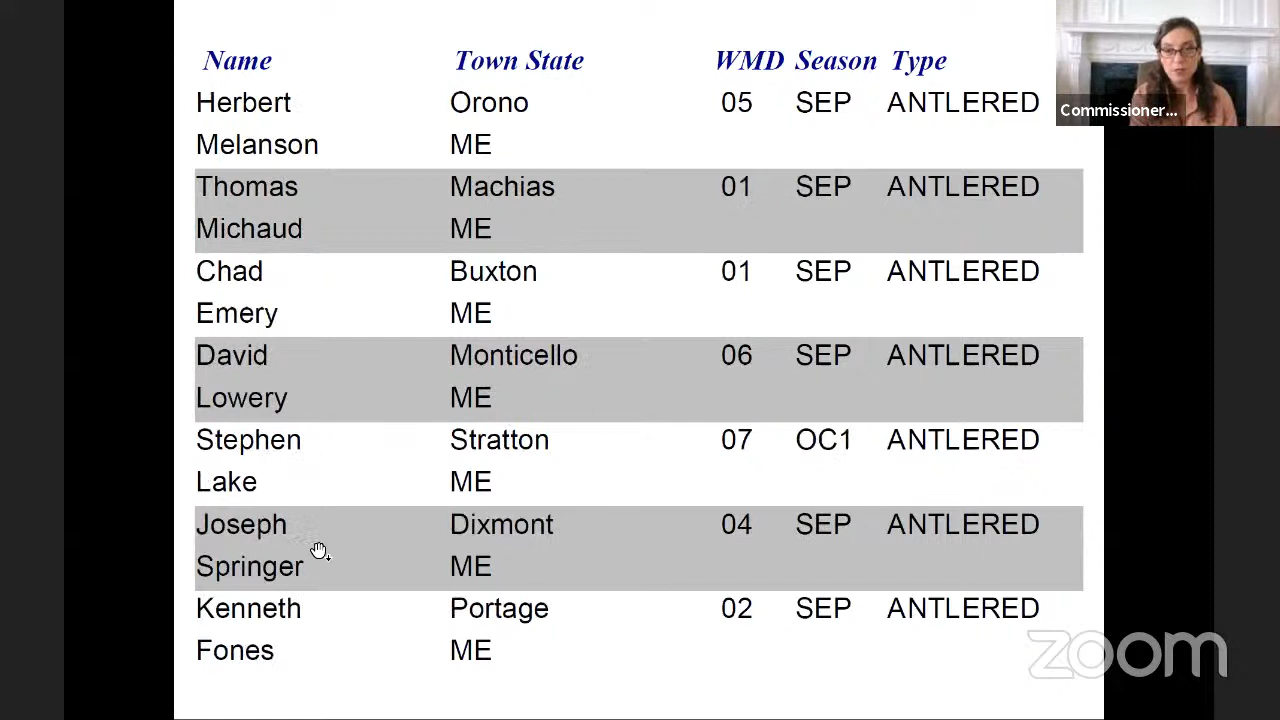 Name Town State WMD Season Type
Herbert Orono 05 SEP ANTLERED
Melanson ME
Thomas Machias 01 SEP ANTLERED
Michaud ME
Chad Buxton 01 SEP ANTLERED
Emery ME
David Monticello 06 SEP ANTLERED
Lowery ME
Stephen Stratton 07 OC1 ANTLERED
Lake ME
Joseph Dixmont 04 SEP ANTLERED
Springer ME
Kenneth Portage 02 SEP ANTLERED
Fones ME
Commissioner...
zoom